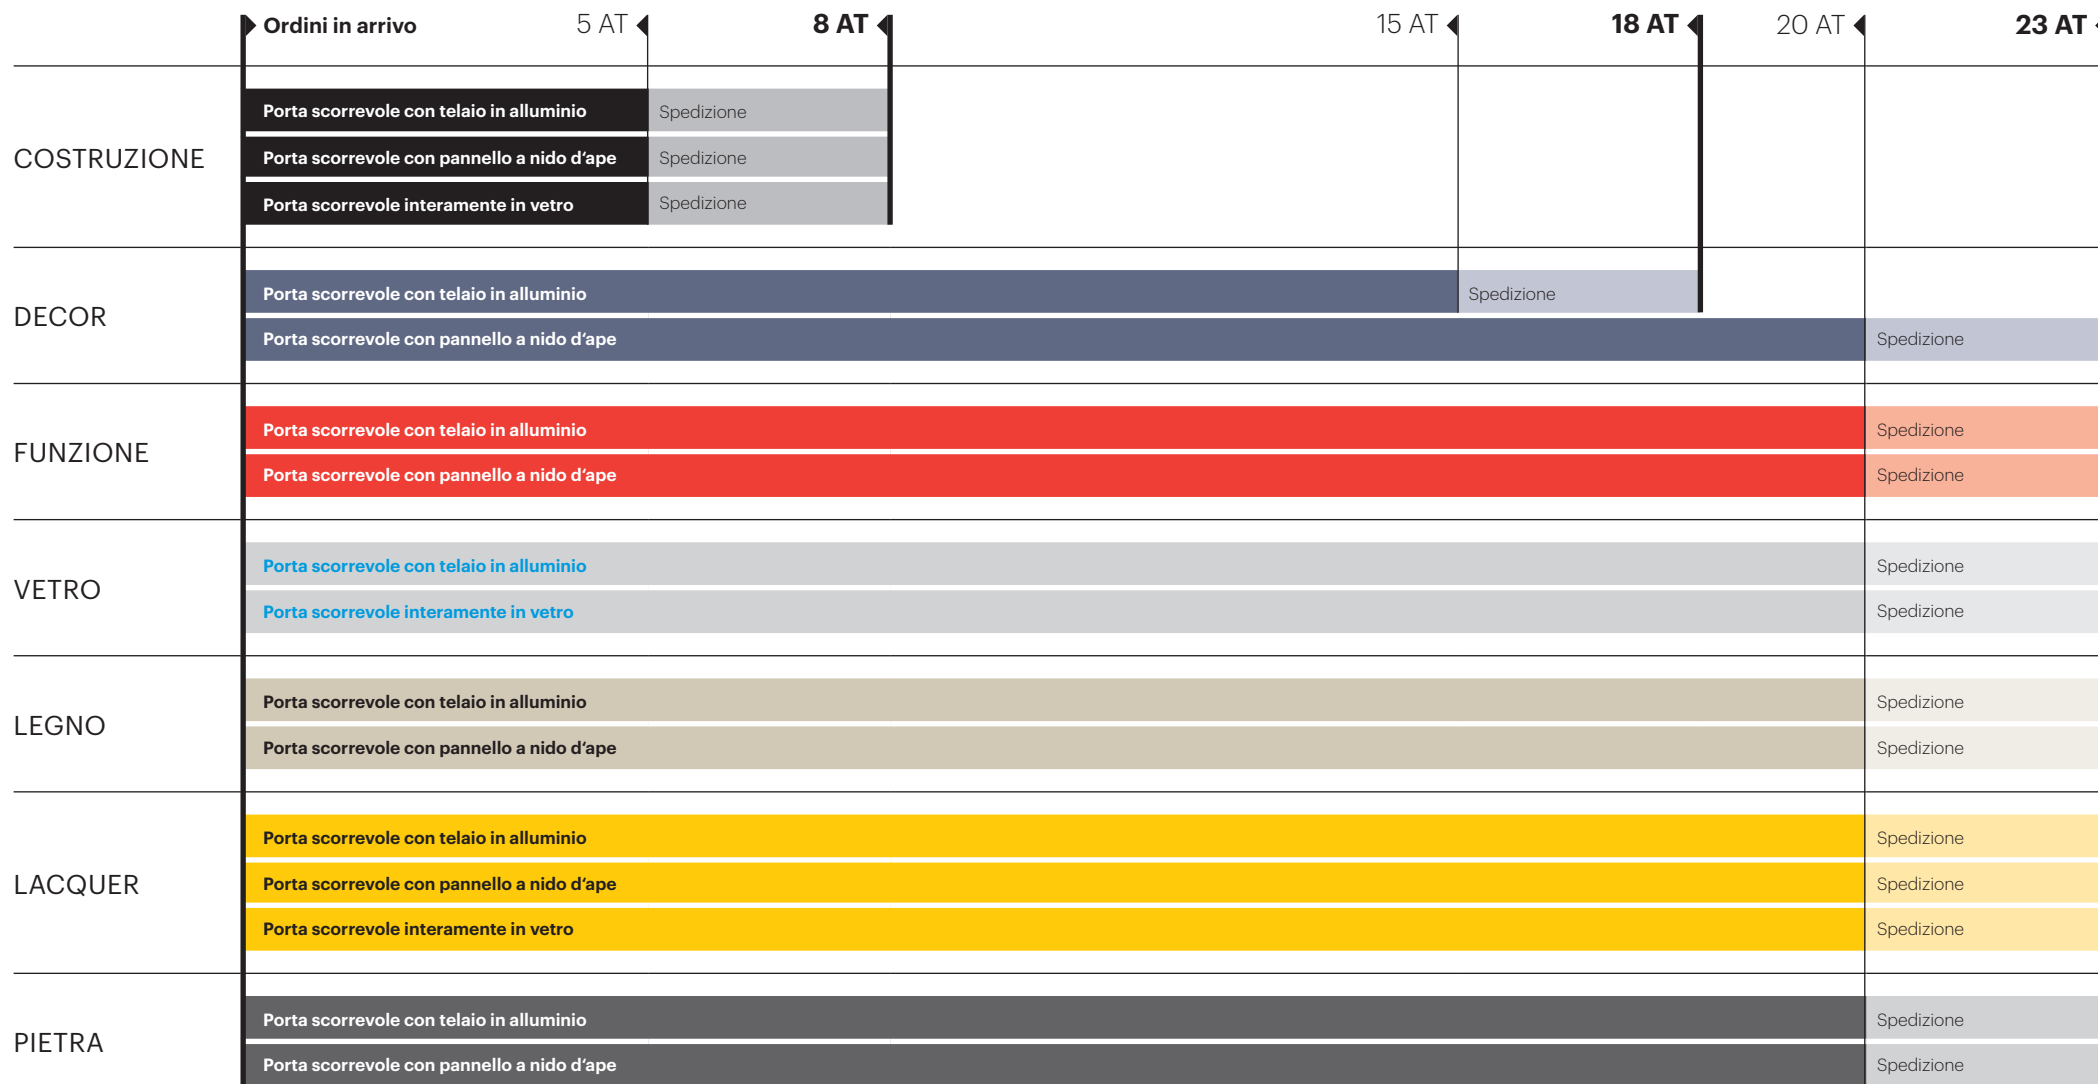 Ordini in arrivo 5 AT 8 AT 15 AT 18 AT 20 AT 23 AT
COSTRUZIONE
Porta scorrevole con telaio in alluminio Spedizione
Porta scorrevole con pannello a nido d‘ape Spedizione
Porta scorrevole interamente in vetro Spedizione
DECOR
Porta scorrevole con telaio in alluminio Spedizione
Porta scorrevole con pannello a nido d‘ape Spedizione
FUNZIONE
Porta scorrevole con telaio in alluminio Spedizione
Porta scorrevole con pannello a nido d‘ape Spedizione
VETRO
Porta scorrevole con telaio in alluminio Spedizione
Porta scorrevole interamente in vetro Spedizione
LEGNO
Porta scorrevole con telaio in alluminio Spedizione
Porta scorrevole con pannello a nido d‘ape Spedizione
LACQUER
Porta scorrevole con telaio in alluminio Spedizione
Porta scorrevole con pannello a nido d‘ape Spedizione
Porta scorrevole interamente in vetro Spedizione
PIETRA
Porta scorrevole con telaio in alluminio Spedizione
Porta scorrevole con pannello a nido d‘ape Spedizione